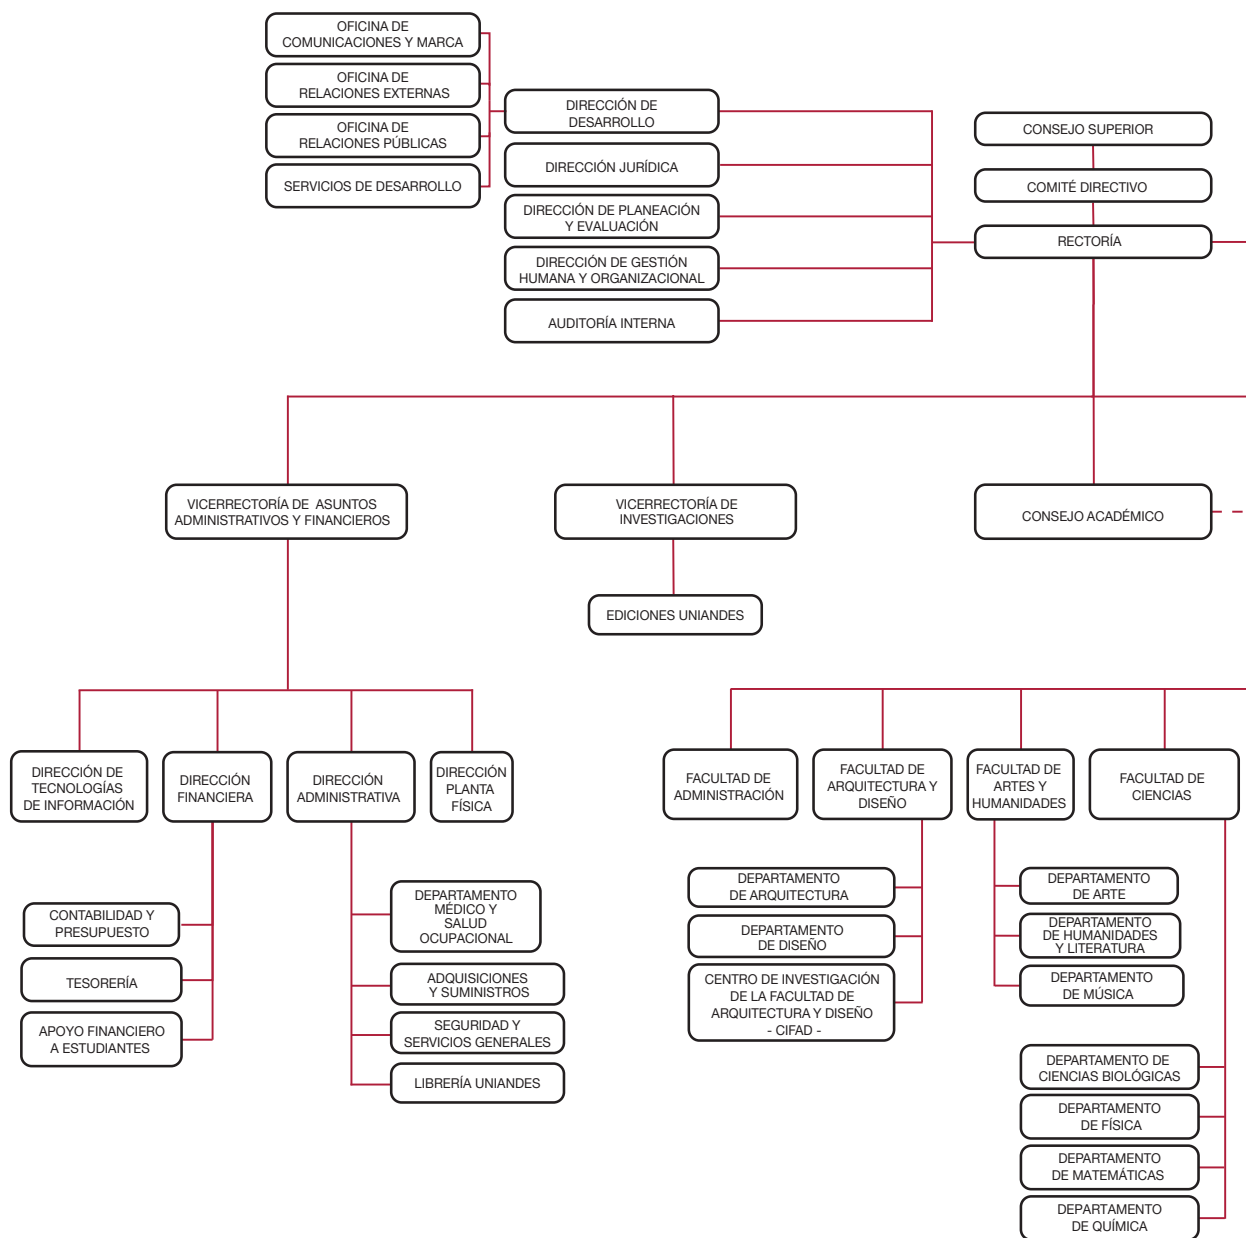 OFICINA DE
COMUNICACIONES Y MARCA
OFICINA DE
RELACIONES EXTERNAS
OFICINA DE
RELACIONES PÚBLICAS
SERVICIOS DE DESARROLLO
DIRECCIÓN DE
DESARROLLO
DIRECCIÓN JURÍDICA
DIRECCIÓN DE PLANEACIÓN
Y EVALUACIÓN
DIRECCIÓN DE GESTIÓN
HUMANA Y ORGANIZACIONAL
AUDITORÍA INTERNA
CONSEJO SUPERIOR
COMITÉ DIRECTIVO
RECTORÍA
VICERRECTORÍA DE ASUNTOS
ADMINISTRATIVOS Y FINANCIEROS
VICERRECTORÍA DE
INVESTIGACIONES
CONSEJO ACADÉMICO
EDICIONES UNIANDES
DIRECCIÓN DE
TECNOLOGÍAS
DE INFORMACIÓN
DIRECCIÓN
FINANCIERA
DIRECCIÓN
ADMINISTRATIVA
DIRECCIÓN
PLANTA
FÍSICA
FACULTAD DE
ADMINISTRACIÓN
FACULTAD DE
ARQUITECTURA Y
DISEÑO
FACULTAD DE
ARTES Y
HUMANIDADES
FACULTAD DE
CIENCIAS
CONTABILIDAD Y
PRESUPUESTO
TESORERÍA
APOYO FINANCIERO
A ESTUDIANTES
DEPARTAMENTO
MÉDICO Y
SALUD
OCUPACIONAL
ADQUISICIONES
Y SUMINISTROS
SEGURIDAD Y
SERVICIOS GENERALES
LIBRERÍA UNIANDES
DEPARTAMENTO
DE ARQUITECTURA
DEPARTAMENTO
DE DISEÑO
CENTRO DE INVESTIGACIÓN
DE LA FACULTAD DE
ARQUITECTURA Y DISEÑO
- CIFAD -
DEPARTAMENTO
DE ARTE
DEPARTAMENTO
DE HUMANIDADES
Y LITERATURA
DEPARTAMENTO
DE MÚSICA
DEPARTAMENTO DE
CIENCIAS BIOLÓGICAS
DEPARTAMENTO
DE FÍSICA
DEPARTAMENTO
DE MATEMÁTICAS
DEPARTAMENTO
DE QUÍMICA